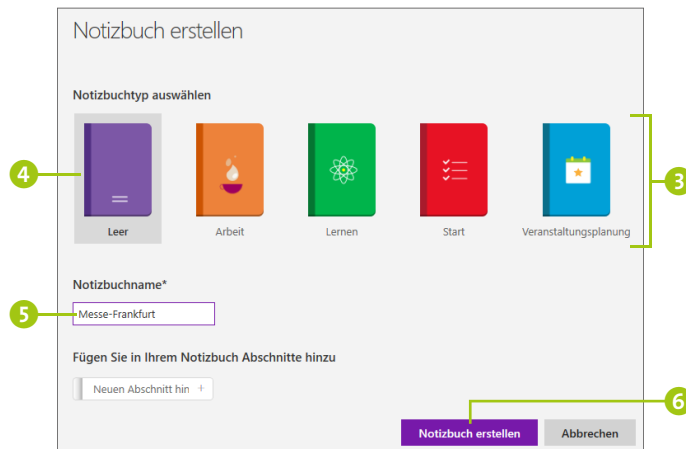 Notizbuch erstellen
Notizbuchtyp auswählen
4
3
Leer
Arbeit
Lernen
Start
Veranstaltungsplanung
Notizbuchname*
5
Messe-Frankfurt
Fügen Sie in Ihrem Notizbuch Abschnitte hinzu
Neuen Abschnitt hin +
6
Notizbuch erstellen
Abbrechen